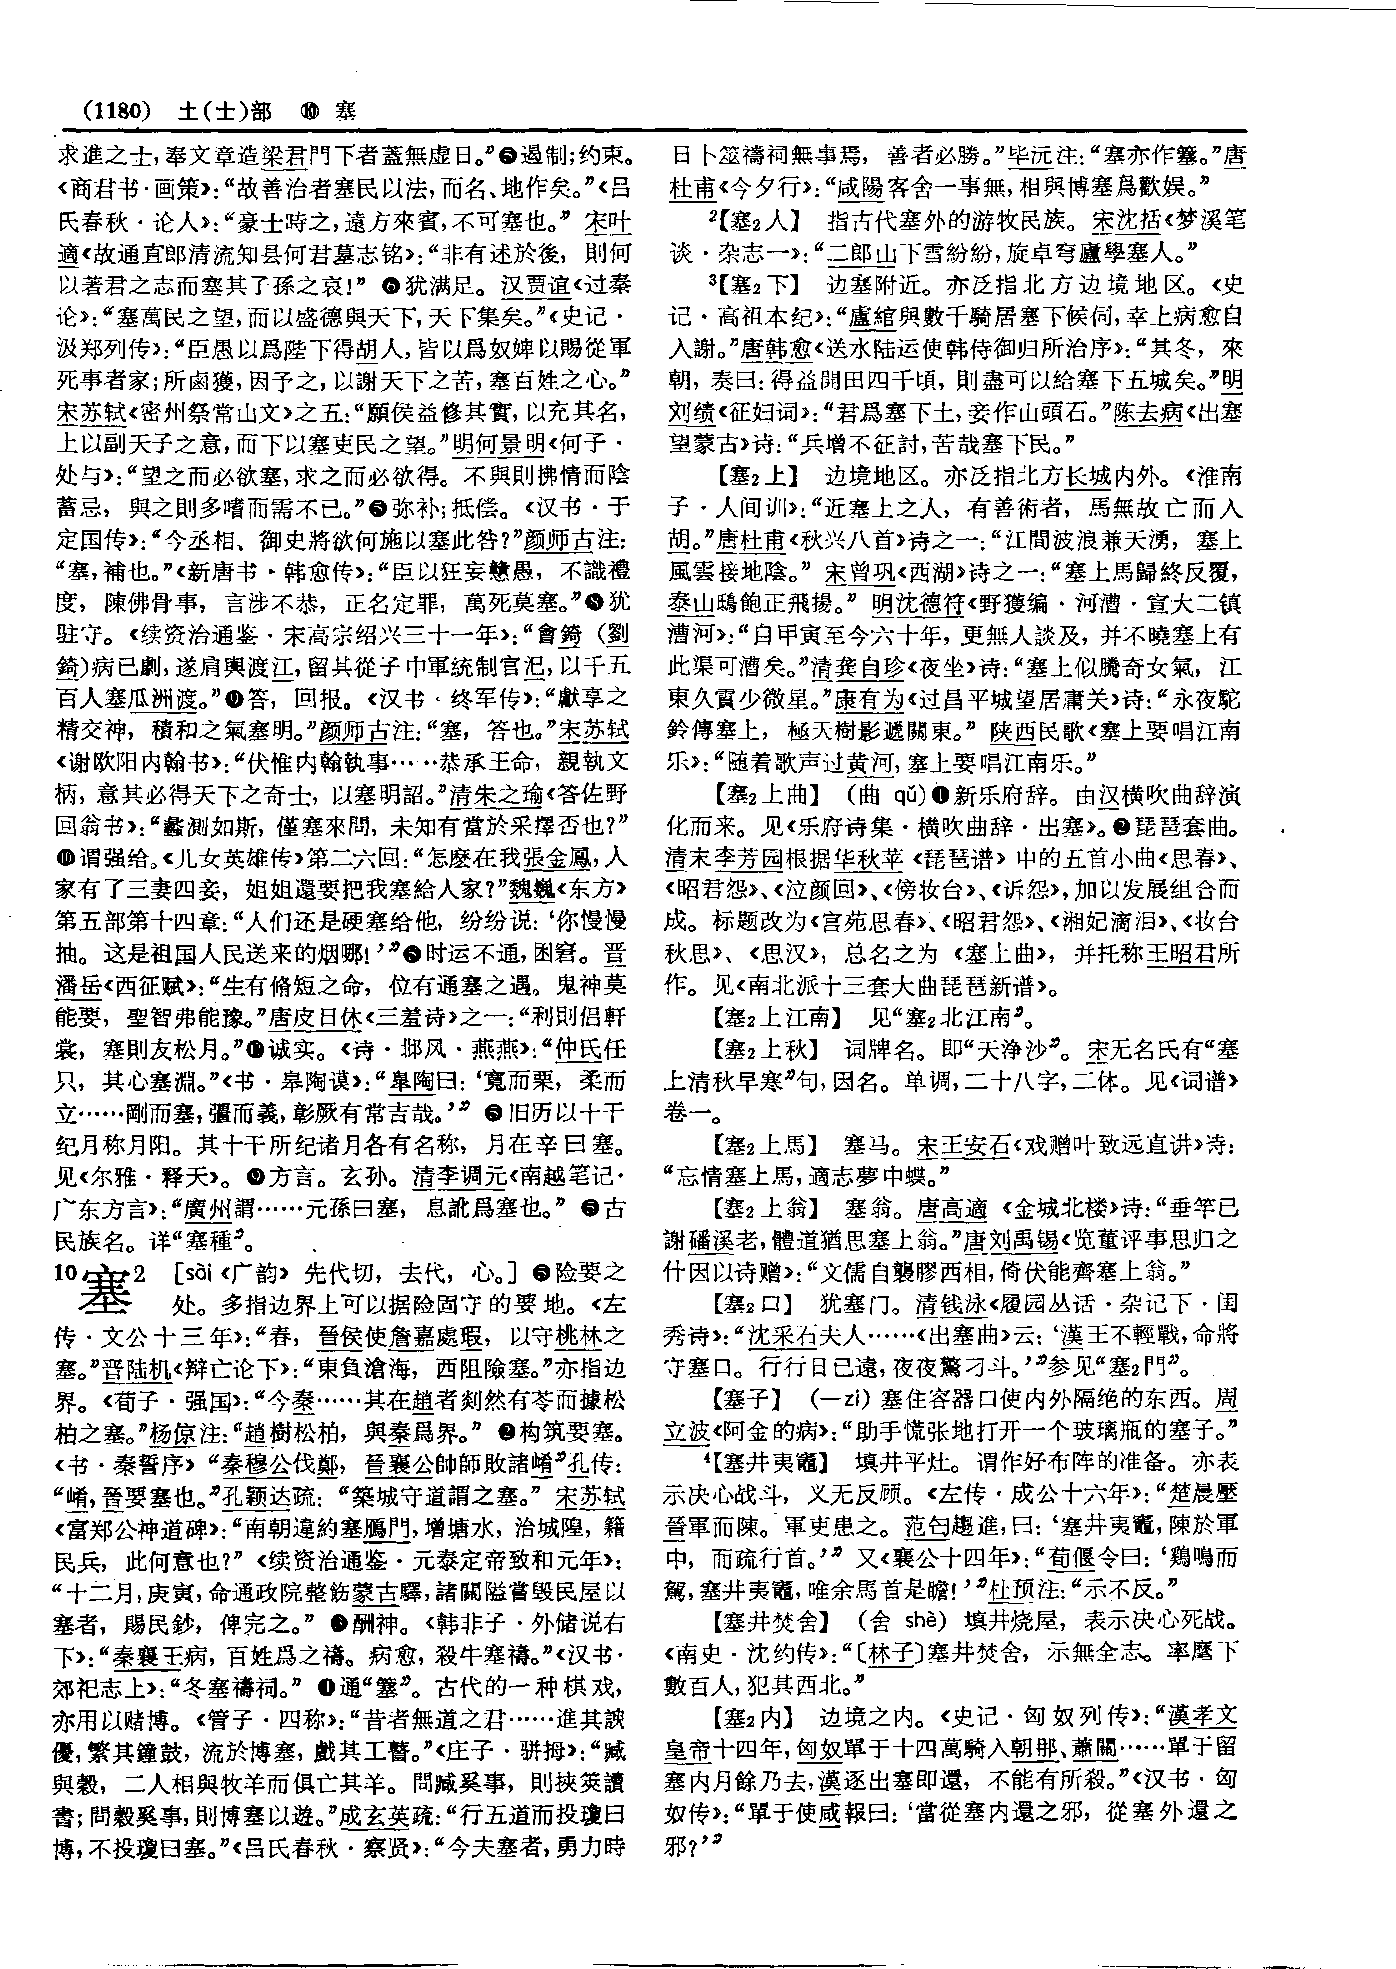 (1180) 土(士)部 ⑩ 塞
求進之士,奉文章造梁君門下者蓋無虚日。”❺遏制;约束。
《商君书·画策》:“故善治者塞民以法,而名、地作矣。”《吕
氏春秋·论人》:“豪士時之,遠方來賓,不可塞也。” 宋叶
適《故通直郎清流知县何君墓志铭》:“非有述於後, 則何
以著君之志而塞其了孫之哀!” ❻犹满足。汉贾谊《过秦
论》:“塞萬民之望,而以盛德與天下,天下集矣。”《史记·
汲郑列传》:“臣愚以爲陛下得胡人,皆以爲奴婢以賜從軍
死事者家;所鹵獲,因予之,以謝天下之苦,塞百姓之心。”
宋苏轼《密州祭常山文》之五:“願侯益修其實,以充其名,
上以副天子之意,而下以塞吏民之望。”明何景明《何子·
处与》:“望之而必欲塞,求之而必欲得。不與則拂情而陰
蓄忌, 與之則多嗜而需不已。”❼弥补;抵偿。《汉书·于
定国传》:“今丞相、御史將欲何施以塞此咎?”颜师古注:
“塞,補也。”《新唐书·韩愈传》:“臣以狂妄戇愚, 不識禮
度, 陳佛骨事, 言涉不恭, 正名定罪, 萬死莫塞。”❽犹
驻守。《续资治通鉴·宋高宗绍兴三十一年》:“會錡(劉
錡)病已劇,遂肩輿渡江,留其從子中軍統制官汜,以千五
百人塞瓜洲渡。”❾答, 回报。《汉书·终军传》:“獻享之
精交神, 積和之氣塞明。”颜师古注:“塞, 答也。”宋苏轼
《谢欧阳内翰书》:“伏惟内翰執事……恭承王命, 親執文
柄, 意其必得天下之奇士, 以塞明詔。”清朱之瑜《答佐野
回翁书》:“蠡測如斯, 僅塞來問, 未知有當於采擇否也?”
❿谓强给。《儿女英雄传》第二六回:“怎麽在我張金鳳,人
家有了三妻四妾, 姐姐還要把我塞給人家?”魏巍《东方》
第五部第十四章:“人们还是硬塞给他, 纷纷说:‘你慢慢
抽。这是祖国人民送来的烟哪!’”⓫时运不通,困窘。晋
潘岳《西征赋》:“生有脩短之命, 位有通塞之遇。鬼神莫
能要, 聖智弗能豫。”唐皮日休《三羞诗》之一:“利則侣軒
裳, 塞則友松月。”⓬诚实。《诗·邶风·燕燕》:“仲氏任
只, 其心塞淵。”《书·皋陶谟》:“皋陶曰:‘寬而栗, 柔而
立……剛而塞,彊而義,彰厥有常吉哉。’” ⓭旧历以十干
纪月称月阳。其十干所纪诸月各有名称, 月在辛曰塞。
见《尔雅·释天》。⓮方言。玄孙。清李调元《南越笔记·
广东方言》:“廣州謂……元孫曰塞, 息訛爲塞也。” ⓯古
民族名。详“塞種”。
10 塞2 [sài《广韵》先代切, 去代, 心。] ❶险要之
处。多指边界上可以据险固守的要地。《左
传·文公十三年》:“春, 晉侯使詹嘉處瑕, 以守桃林之
塞。”晋陆机《辩亡论下》:“東負滄海, 西阻險塞。”亦指边
界。《荀子·强国》:“今秦……其在趙者剡然有苓而據松
柏之塞。”杨倞注:“趙樹松柏, 與秦爲界。” ❷构筑要塞。
《书·秦誓序》“秦穆公伐鄭, 晉襄公帥師敗諸崤”孔传:
“崤,晉要塞也。”孔颖达疏: “築城守道謂之塞。” 宋苏轼
《富郑公神道碑》:“南朝違約塞鴈門,增塘水, 治城隍, 籍
民兵, 此何意也?” 《续资治通鉴·元泰定帝致和元年》:
“十二月,庚寅,命通政院整飭蒙古驛,諸關隘嘗毁民屋以
塞者, 賜民鈔, 俾完之。” ❸酬神。《韩非子·外储说右
下》:“秦襄王病, 百姓爲之禱。病愈, 殺牛塞禱。”《汉书·
郊祀志上》:“冬塞禱祠。” ❹通“簺”。古代的一种棋戏,
亦用以赌博。《管子·四称》:“昔者無道之君……進其諛
優,繁其鐘鼓, 流於博塞, 戲其工瞽。”《庄子·骈拇》:“臧
與穀, 二人相與牧羊而俱亡其羊。問臧奚事, 則挾筴讀
書;問穀奚事,則博塞以遊。”成玄英疏:“行五道而投瓊曰
博,不投瓊曰塞。”《吕氏春秋·察贤》:“今夫塞者,勇力時
日卜筮禱祠無事焉, 善者必勝。”毕沅注:“塞亦作簺。”唐
杜甫《今夕行》:“咸陽客舍一事無,相與博塞爲歡娱。”
2【塞2人】 指古代塞外的游牧民族。宋沈括《梦溪笔
谈·杂志一》:“二郎山下雪紛紛,旋卓穹廬學塞人。”
3【塞2下】 边塞附近。亦泛指北方边境地区。《史
记·高祖本纪》:“盧綰與數千騎居塞下候伺,幸上病愈自
入謝。”唐韩愈《送水陆运使韩侍御归所治序》:“其冬, 來
朝, 奏曰:得益開田四千頃, 則盡可以給塞下五城矣。”明
刘绩《征妇词》:“君爲塞下土,妾作山頭石。”陈去病《出塞
望蒙古》诗:“兵增不征討,苦哉塞下民。”
【塞2上】 边境地区。亦泛指北方长城内外。《淮南
子·人间训》:“近塞上之人, 有善術者, 馬無故亡而入
胡。”唐杜甫《秋兴八首》诗之一:“江間波浪兼天湧, 塞上
風雲接地陰。” 宋曾巩《西湖》诗之一:“塞上馬歸終反覆,
泰山鴟飽正飛揚。” 明沈德符《野獲编·河漕·宣大二镇
漕河》:“自甲寅至今六十年, 更無人談及, 并不曉塞上有
此渠可漕矣。”清龚自珍《夜坐》诗:“塞上似騰奇女氣, 江
東久霣少微星。”康有为《过昌平城望居庸关》诗:“永夜駝
鈴傳塞上, 極天樹影遞關東。” 陕西民歌《塞上要唱江南
乐》:“随着歌声过黄河,塞上要唱江南乐。”
【塞2上曲】 (曲 qǔ)❶新乐府辞。由汉横吹曲辞演
化而来。见《乐府诗集·横吹曲辞·出塞》。❷琵琶套曲。
清末李芳园根据华秋苹《琵琶谱》中的五首小曲《思春》、
《昭君怨》、《泣颜回》、《傍妆台》、《诉怨》,加以发展组合而
成。标题改为《宫苑思春》、《昭君怨》、《湘妃滴泪》、《妆台
秋思》、《思汉》, 总名之为《塞上曲》, 并托称王昭君所
作。见《南北派十三套大曲琵琶新谱》。
【塞2上江南】 见“塞2北江南”。
【塞2上秋】 词牌名。即“天净沙”。宋无名氏有“塞
上清秋早寒”句,因名。单调,二十八字,二体。见《词谱》
卷一。
【塞2上馬】 塞马。宋王安石《戏赠叶致远直讲》诗:
“忘情塞上馬,適志夢中蝶。”
【塞2上翁】 塞翁。唐高適《金城北楼》诗:“垂竿已
謝磻溪老,體道猶思塞上翁。”唐刘禹锡《览董评事思归之
什因以诗赠》:“文儒自襲膠西相,倚伏能齊塞上翁。”
【塞2口】 犹塞门。清钱泳《履园丛话·杂记下·闺
秀诗》:“沈采石夫人……《出塞曲》云:‘漢王不輕戰,命將
守塞口。行行日已遠,夜夜驚刁斗。’”参见“塞2門”。
【塞子】 (—zi) 塞住容器口使内外隔绝的东西。周
立波《阿金的病》:“助手慌张地打开一个玻璃瓶的塞子。”
4【塞井夷竈】 填井平灶。谓作好布阵的准备。亦表
示决心战斗, 义无反顾。《左传·成公十六年》:“楚晨壓
晉軍而陳。軍吏患之。范匄趨進,曰:‘塞井夷竈,陳於軍
中, 而疏行首。’” 又《襄公十四年》:“荀偃令曰:‘鷄鳴而
駕,塞井夷竈,唯余馬首是瞻!’”杜预注:“示不反。”
【塞井焚舍】 (舍 shè) 填井烧屋, 表示决心死战。
《南史·沈约传》:“〔林子〕塞井焚舍, 示無全志。率麾下
數百人,犯其西北。”
【塞2内】 边境之内。《史记·匈奴列传》:“漢孝文
皇帝十四年,匈奴單于十四萬騎入朝那、蕭關……單于留
塞内月餘乃去,漢逐出塞即還, 不能有所殺。”《汉书·匈
奴传》:“單于使咸報曰:‘當從塞内還之邪, 從塞外還之
邪?’”